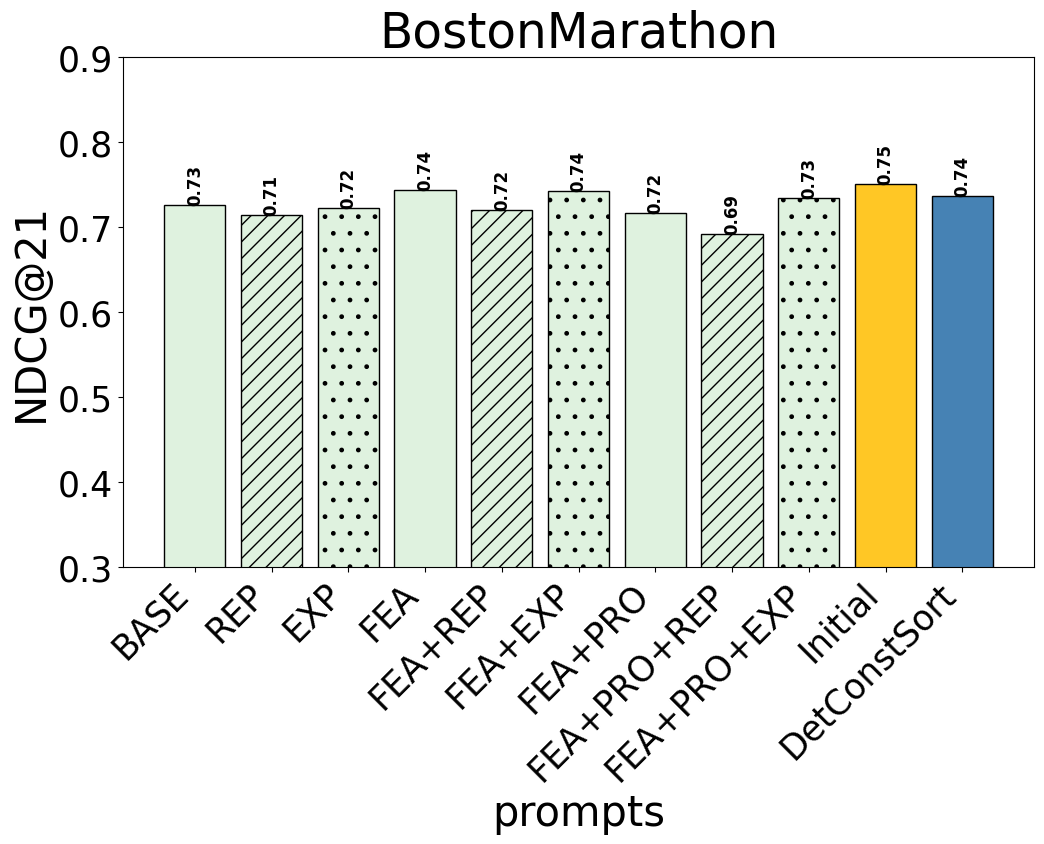 BostonMarathon
NDCG@21
0.9
0.8
0.7
0.6
0.5
0.4
0.3
0.73
0.71
0.72
0.74
0.72
0.74
0.72
0.69
0.73
0.75
0.74
BASE
REP
EXP
FEA
FEA+REP
FEA+EXP
FEA+PRO
FEA+PRO+REP
FEA+PRO+EXP
Initial
DetConstSort
prompts